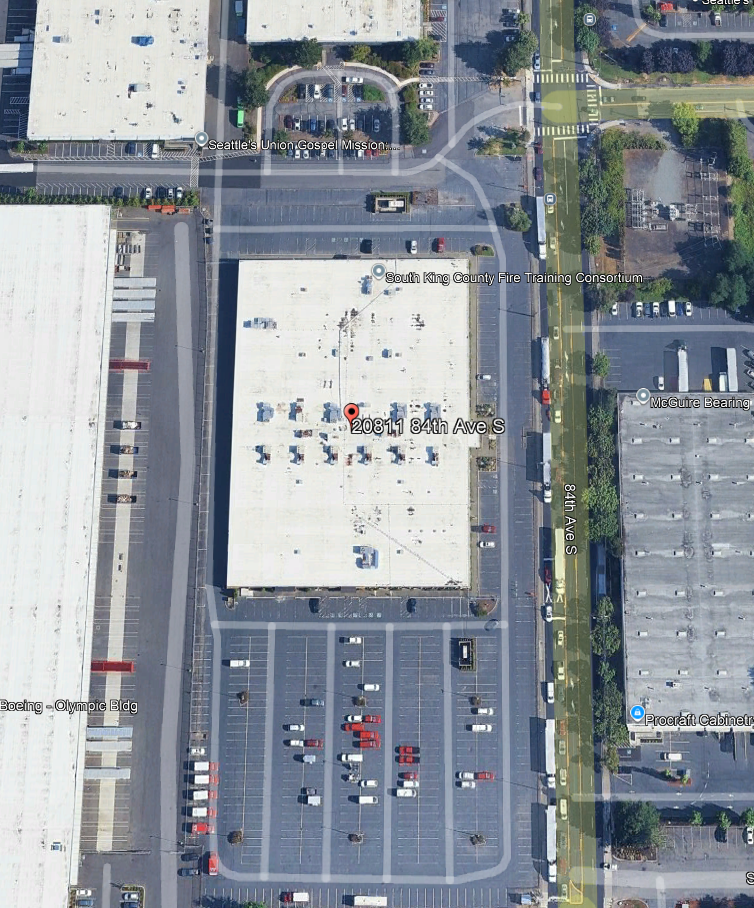 Seattle's
Seattle's Union Gospel Mission...
South King County Fire Training Consortium
McGuire Bearing
20811 84th Ave S
84th Ave S
Boeing - Olympic Bldg
Procraft Cabinetr
S